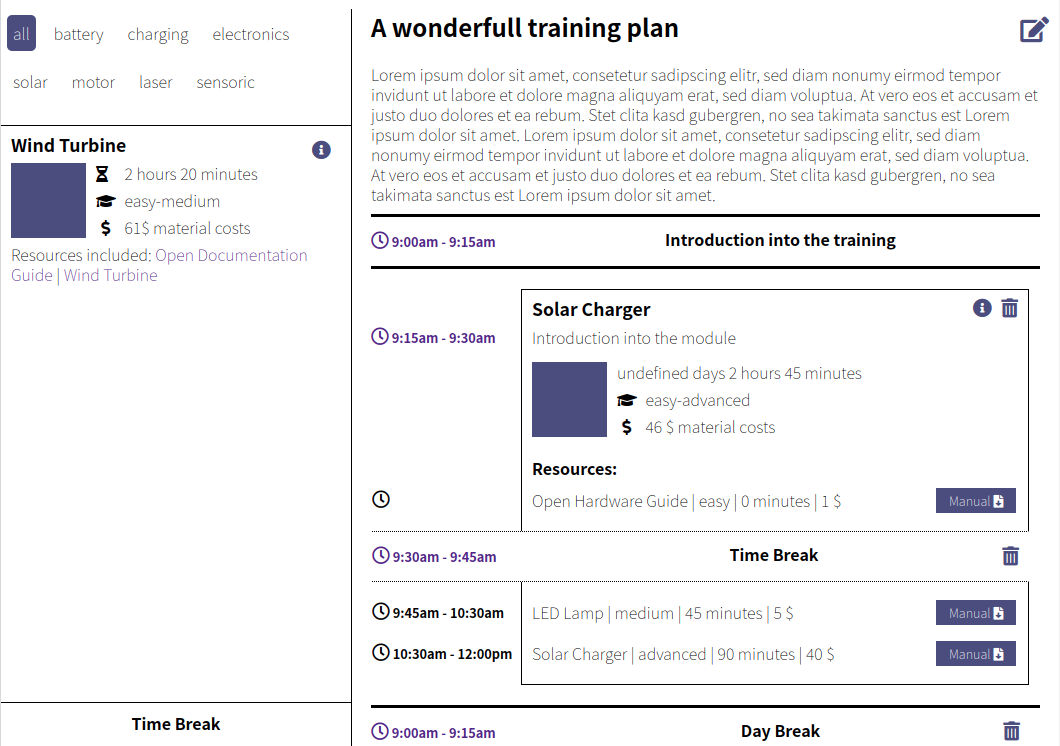 all battery charging electronics
solar motor laser sensoric
Wind Turbine
2 hours 20 minutes
easy-medium
61$ material costs
Resources included: Open Documentation
Guide | Wind Turbine
Time Break
A wonderfull training plan
Lorem ipsum dolor sit amet, consetetur sadipscing elitr, sed diam nonumy eirmod tempor
invidunt ut labore et dolore magna aliquyam erat, sed diam voluptua. At vero eos et accusam et
justo duo dolores et ea rebum. Stet clita kasd gubergren, no sea takimata sanctus est Lorem
ipsum dolor sit amet. Lorem ipsum dolor sit amet, consetetur sadipscing elitr, sed diam
nonumy eirmod tempor invidunt ut labore et dolore magna aliquyam erat, sed diam voluptua.
At vero eos et accusam et justo duo dolores et ea rebum. Stet clita kasd gubergren, no sea
takimata sanctus est Lorem ipsum dolor sit amet.
9:00am - 9:15am Introduction into the training
Solar Charger
9:15am - 9:30am Introduction into the module
undefined days 2 hours 45 minutes
easy-advanced
46 $ material costs
Resources:
Open Hardware Guide | easy | 0 minutes | 1 $ Manual
9:30am - 9:45am Time Break
9:45am - 10:30am LED Lamp | medium | 45 minutes | 5 $ Manual
10:30am - 12:00pm Solar Charger | advanced | 90 minutes | 40 $ Manual
9:00am - 9:15am Day Break